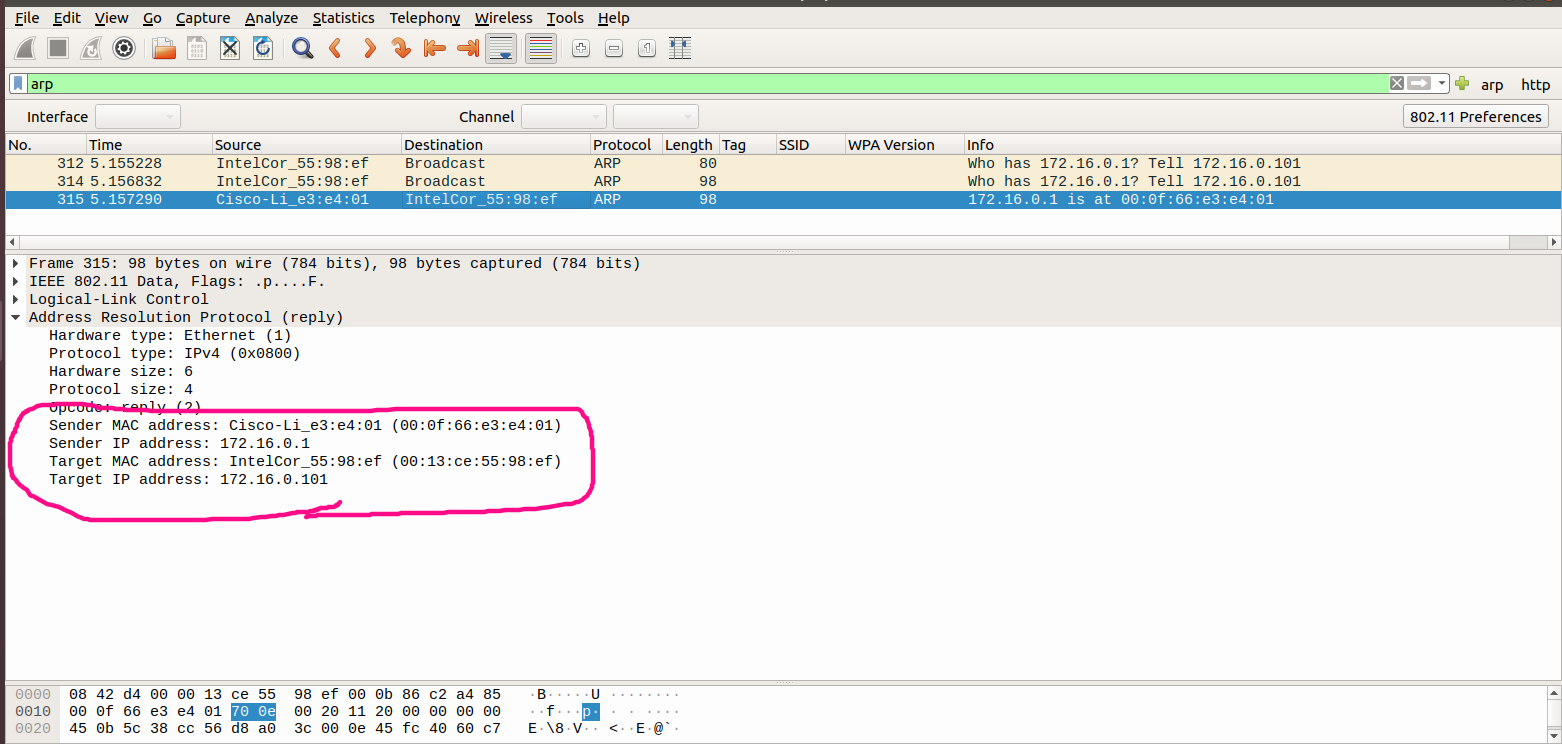 File Edit View Go Capture Analyze Statistics Telephony Wireless Tools Help
arp
arp http
Interface Channel 802.11 Preferences
No. Time Source Destination Protocol Length Tag SSID WPA Version Info
312 5.155228 IntelCor_55:98:ef Broadcast ARP 80 Who has 172.16.0.1? Tell 172.16.0.101
314 5.156832 IntelCor_55:98:ef Broadcast ARP 98 Who has 172.16.0.1? Tell 172.16.0.101
315 5.157290 Cisco-Li_e3:e4:01 IntelCor_55:98:ef ARP 98 172.16.0.1 is at 00:0f:66:e3:e4:01
Frame 315: 98 bytes on wire (784 bits), 98 bytes captured (784 bits)
IEEE 802.11 Data, Flags: .p....F.
Logical-Link Control
Address Resolution Protocol (reply)
Hardware type: Ethernet (1)
Protocol type: IPv4 (0x0800)
Hardware size: 6
Protocol size: 4
Opcode: reply (2)
Sender MAC address: Cisco-Li_e3:e4:01 (00:0f:66:e3:e4:01)
Sender IP address: 172.16.0.1
Target MAC address: IntelCor_55:98:ef (00:13:ce:55:98:ef)
Target IP address: 172.16.0.101
0000 08 42 d4 00 00 13 ce 55 98 ef 00 0b 86 c2 a4 85 ·B·····U ········
0010 00 0f 66 e3 e4 01 70 0e 00 20 11 20 00 00 00 00 ··f···p· · · ····
0020 45 0b 5c 38 cc 56 d8 a0 3c 00 0e 45 fc 40 60 c7 E·\8·V·· <··E·@`·